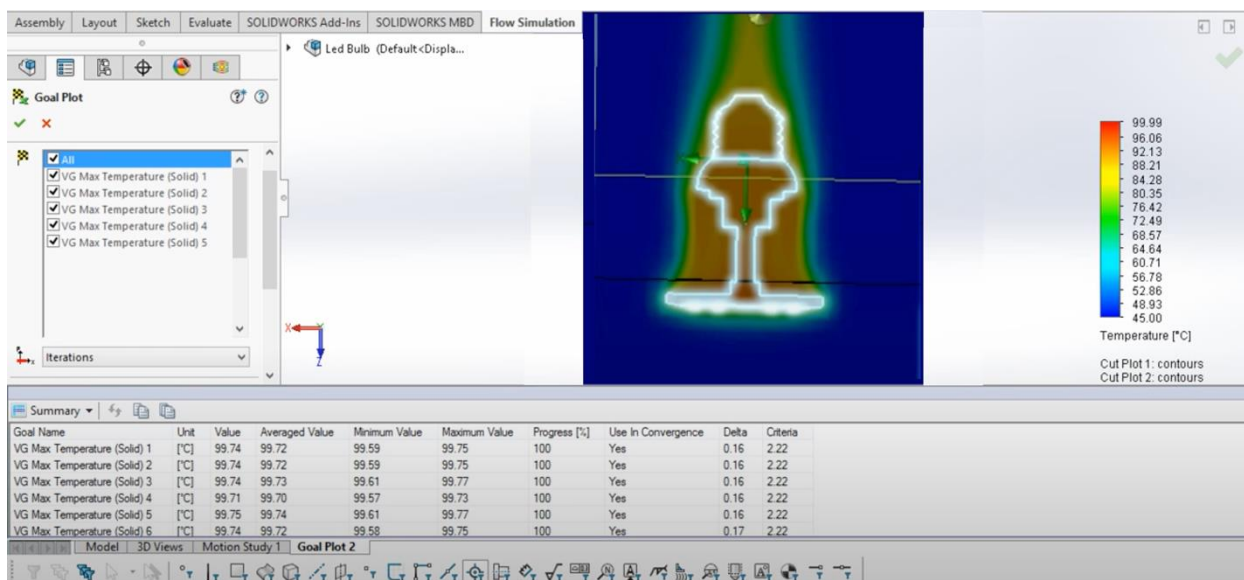 Assembly Layout Sketch Evaluate SOLIDWORKS Add-Ins SOLIDWORKS MBD Flow Simulation
Led Bulb (Default<Displa...
Goal Plot
All
VG Max Temperature (Solid) 1
VG Max Temperature (Solid) 2
VG Max Temperature (Solid) 3
VG Max Temperature (Solid) 4
VG Max Temperature (Solid) 5
Iterations
X
Z
99.99
96.06
92.13
88.21
84.28
80.35
76.42
72.49
68.57
64.64
60.71
56.78
52.86
48.93
45.00
Temperature [°C]
Cut Plot 1: contours
Cut Plot 2: contours
Summary
Goal Name Unit Value Averaged Value Minimum Value Maximum Value Progress [%] Use In Convergence Delta Criteria
VG Max Temperature (Solid) 1 [°C] 99.74 99.72 99.59 99.75 100 Yes 0.16 2.22
VG Max Temperature (Solid) 2 [°C] 99.74 99.72 99.59 99.75 100 Yes 0.16 2.22
VG Max Temperature (Solid) 3 [°C] 99.74 99.73 99.61 99.77 100 Yes 0.16 2.22
VG Max Temperature (Solid) 4 [°C] 99.71 99.70 99.57 99.73 100 Yes 0.16 2.22
VG Max Temperature (Solid) 5 [°C] 99.75 99.74 99.61 99.77 100 Yes 0.16 2.22
VG Max Temperature (Solid) 6 [°C] 99.74 99.72 99.58 99.75 100 Yes 0.17 2.22
Model 3D Views Motion Study 1 Goal Plot 2